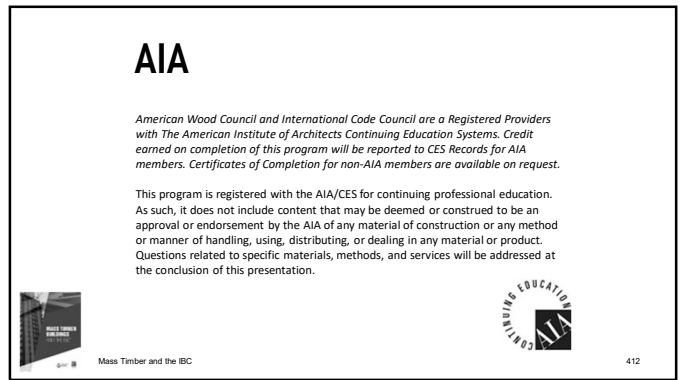 AIA
American Wood Council and International Code Council are a Registered Providers
with The American Institute of Architects Continuing Education Systems. Credit
earned on completion of this program will be reported to CES Records for AIA
members. Certificates of Completion for non-AIA members are available on request.
This program is registered with the AIA/CES for continuing professional education.
As such, it does not include content that may be deemed or construed to be an
approval or endorsement by the AIA of any material of construction or any method
or manner of handling, using, distributing, or dealing in any material or product.
Questions related to specific materials, methods, and services will be addressed at
the conclusion of this presentation.
CONTINUING EDUCATION
AIA
MASS TIMBER
BUILDINGS
Mass Timber and the IBC
412